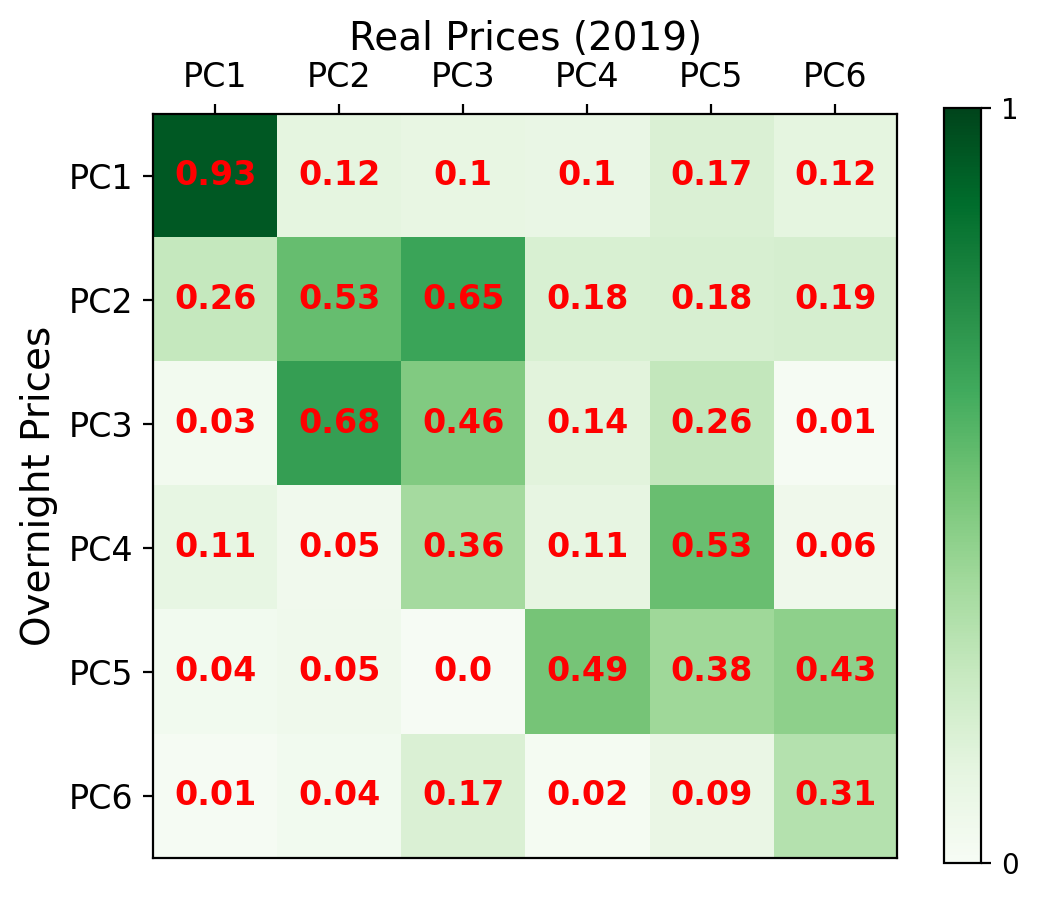 Real Prices (2019)
PC1 PC2 PC3 PC4 PC5 PC6
1
PC1 0.93 0.12 0.1 0.1 0.17 0.12
PC2 0.26 0.53 0.65 0.18 0.18 0.19
Overnight Prices
PC3 0.03 0.68 0.46 0.14 0.26 0.01
PC4 0.11 0.05 0.36 0.11 0.53 0.06
PC5 0.04 0.05 0.0 0.49 0.38 0.43
PC6 0.01 0.04 0.17 0.02 0.09 0.31
0